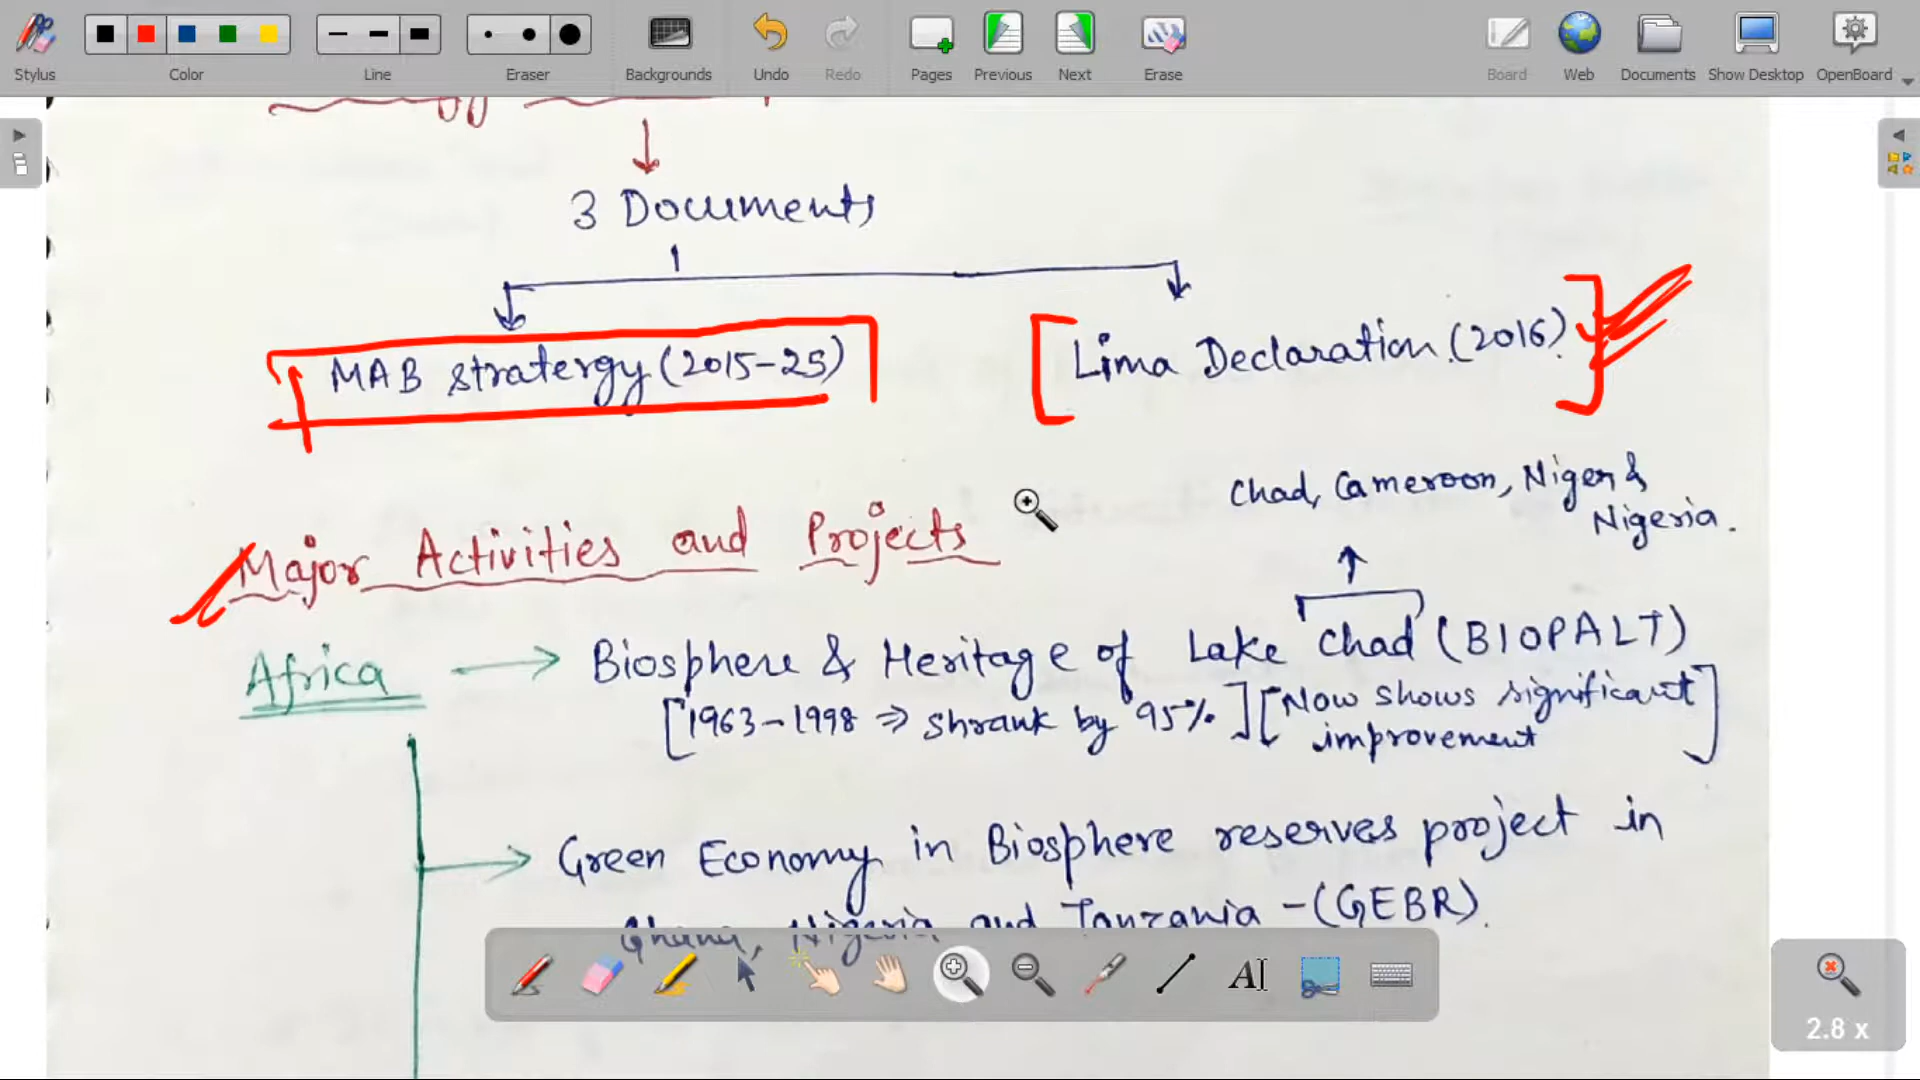 Stylus
Color
Line
Eraser
Backgrounds
Undo
Redo
Pages
Previous
Next
Erase
Board
Web
Documents
Show Desktop
OpenBoard
3 Documents
MAB stratergy (2015-25)
Lima Declaration (2016)
Chad, Cameroon, Niger &
Nigeria.
Major Activities and Projects
Africa
Biosphere & Heritage of Lake Chad (BIOPALT)
[1963-1998 ⇒ shrank by 95%] [Now shows significant
improvement]
Green Economy in Biosphere reserves project in
Ghana, Nigeria and Tanzania - (GEBR).
2.8 x